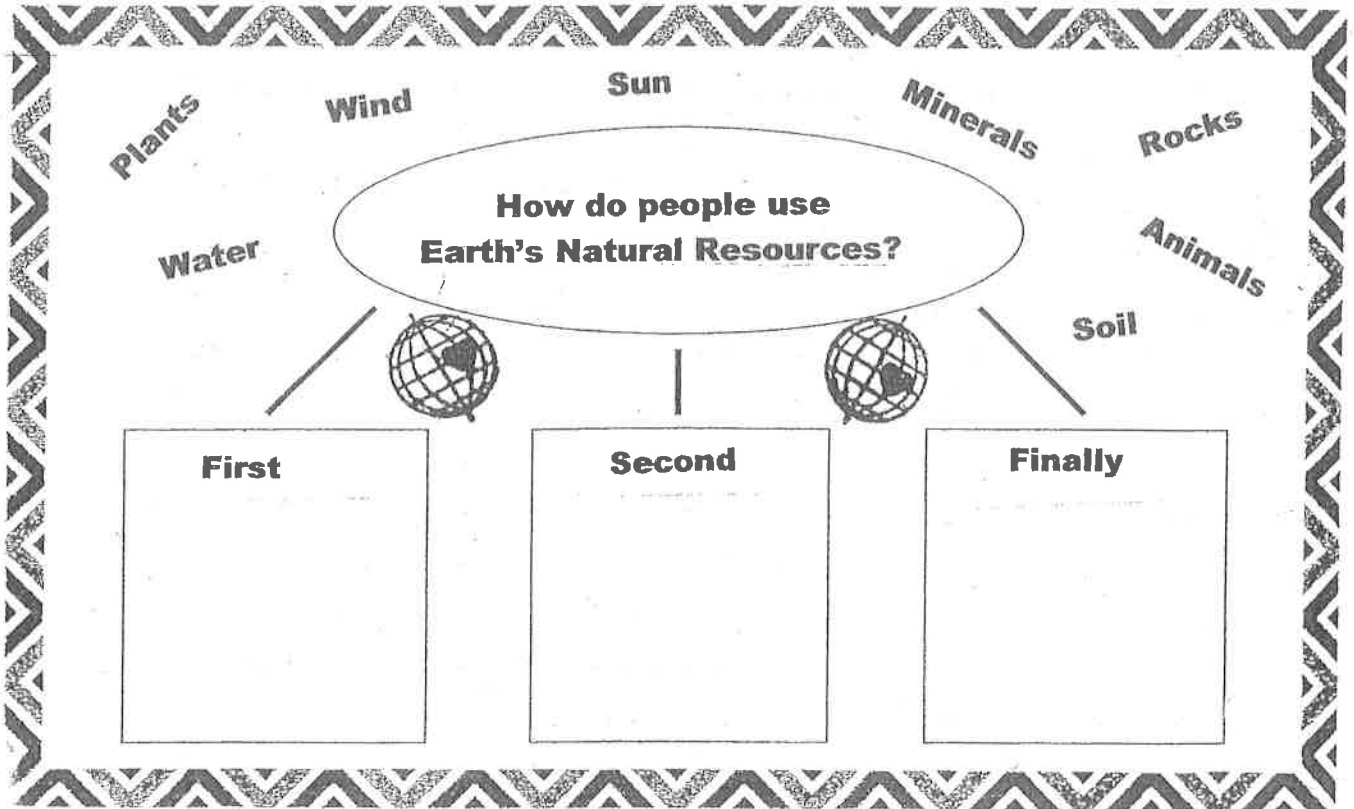 Plants
Wind
Sun
Minerals
Rocks
Water
How do people use
Earth's Natural Resources?
Animals
Soil
First
Second
Finally